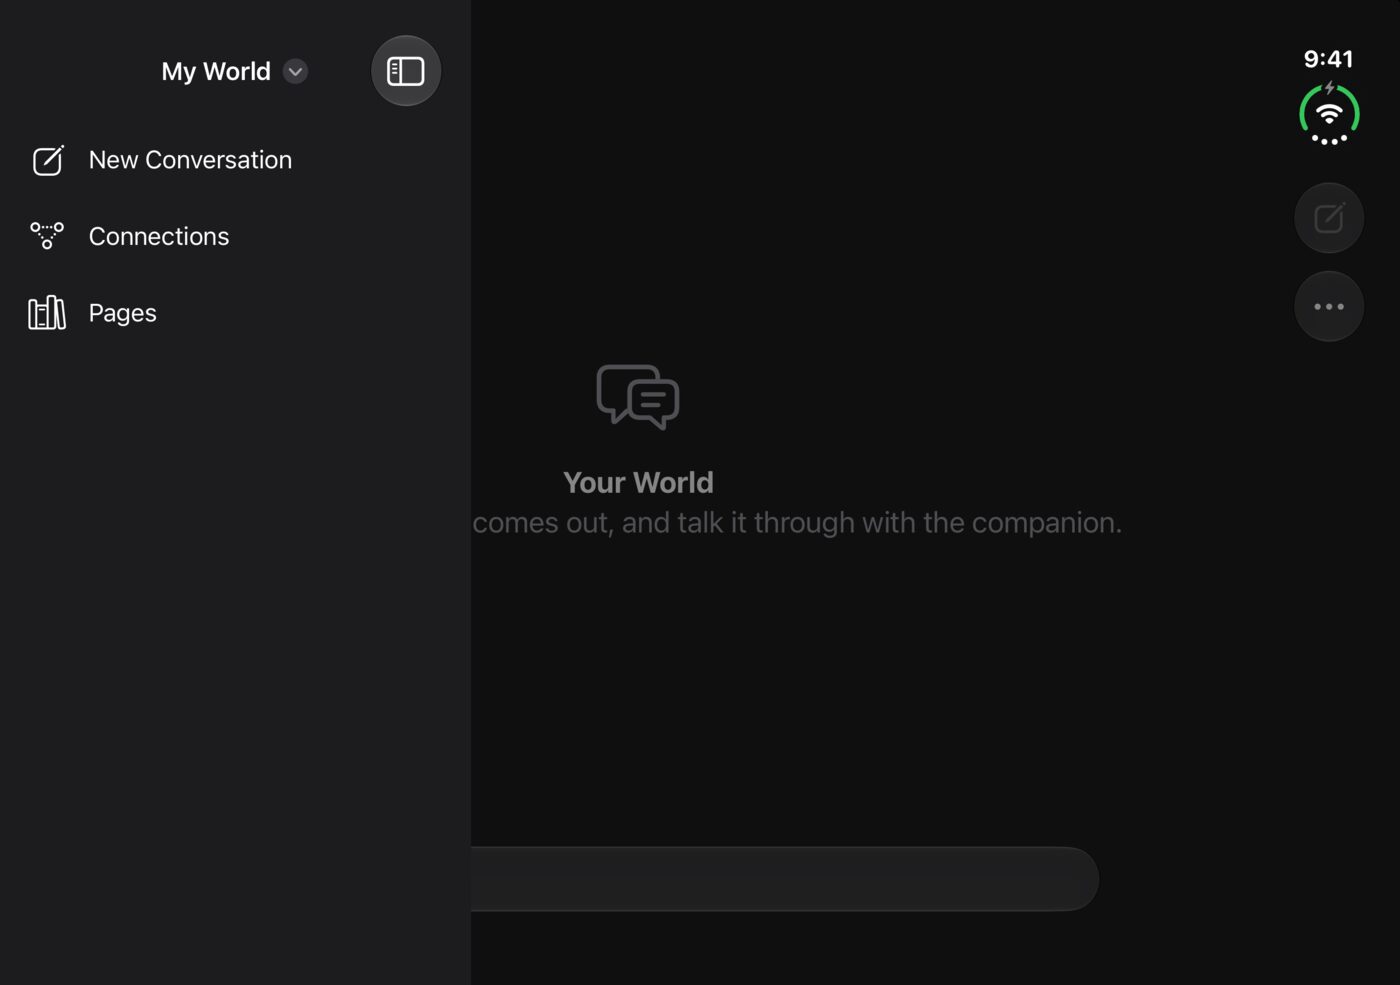 My World
New Conversation
Connections
Pages
9:41
Your World
comes out, and talk it through with the companion.